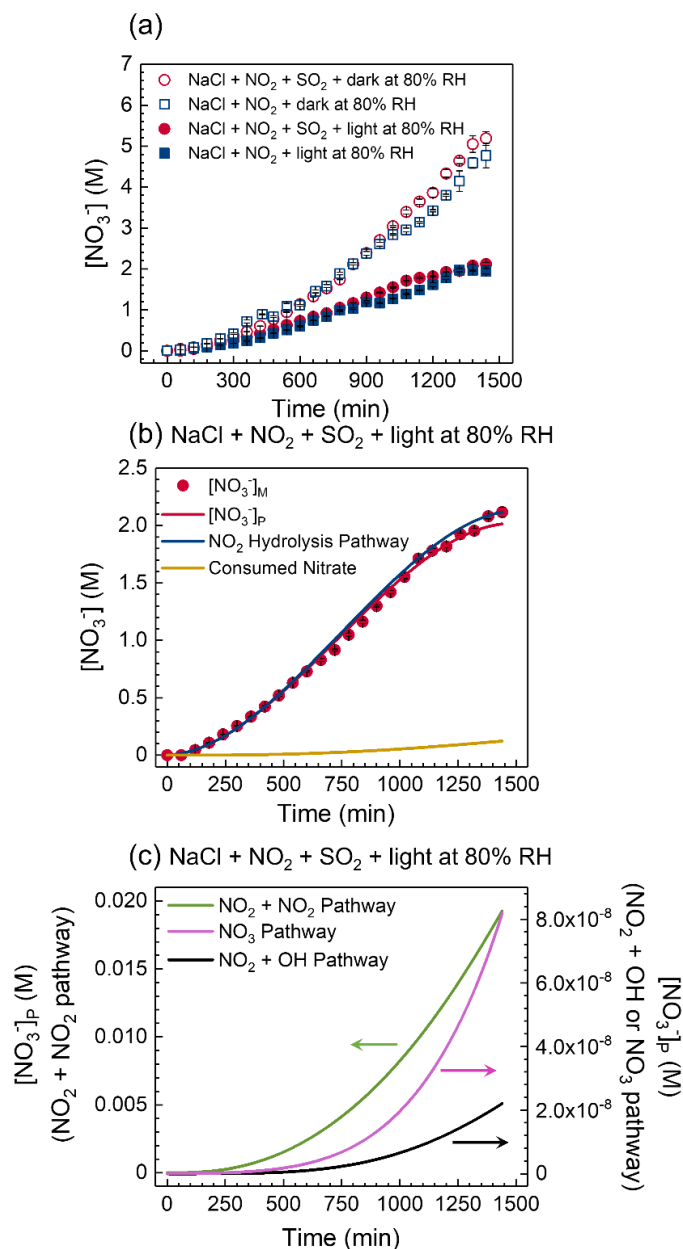 (a)
NaCl + NO₂ + SO₂ + dark at 80% RH
NaCl + NO₂ + dark at 80% RH
NaCl + NO₂ + SO₂ + light at 80% RH
NaCl + NO₂ + light at 80% RH
[NO₃⁻] (M)
7
6
5
4
3
2
1
0
0 300 600 900 1200 1500
Time (min)
(b) NaCl + NO₂ + SO₂ + light at 80% RH
[NO₃⁻]M
[NO₃⁻]P
NO₂ Hydrolysis Pathway
Consumed Nitrate
[NO₃⁻] (M)
2.5
2.0
1.5
1.0
0.5
0
0 250 500 750 1000 1250 1500
Time (min)
(c) NaCl + NO₂ + SO₂ + light at 80% RH
NO₂ + NO₂ Pathway
NO₃ Pathway
NO₂ + OH Pathway
[NO₃⁻]P (M)
(NO₂ + NO₂ pathway)
0.020
0.015
0.010
0.005
0
8.0x10⁻⁸
6.0x10⁻⁸
4.0x10⁻⁸
2.0x10⁻⁸
0
[NO₃⁻]P (M)
(NO₂ + OH or NO₃ pathway)
0 250 500 750 1000 1250 1500
Time (min)